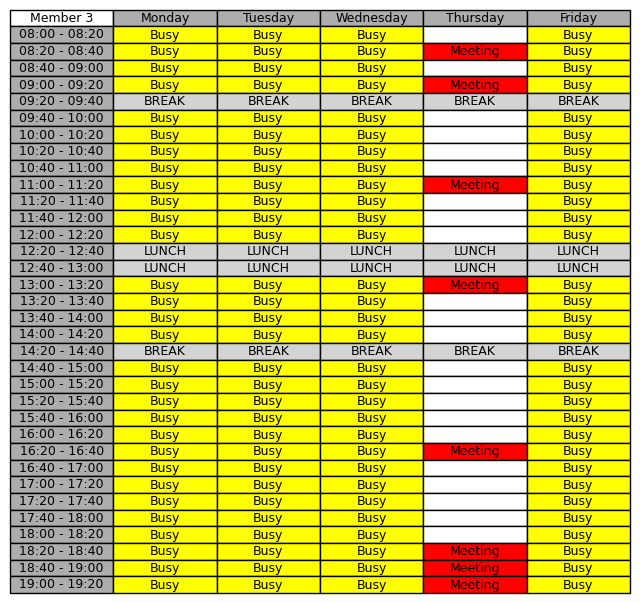 Member 3 Monday Tuesday Wednesday Thursday Friday
08:00 - 08:20 Busy Busy Busy Busy
08:20 - 08:40 Busy Busy Busy Meeting Busy
08:40 - 09:00 Busy Busy Busy Busy
09:00 - 09:20 Busy Busy Busy Meeting Busy
09:20 - 09:40 BREAK BREAK BREAK BREAK BREAK
09:40 - 10:00 Busy Busy Busy Busy
10:00 - 10:20 Busy Busy Busy Busy
10:20 - 10:40 Busy Busy Busy Busy
10:40 - 11:00 Busy Busy Busy Busy
11:00 - 11:20 Busy Busy Busy Meeting Busy
11:20 - 11:40 Busy Busy Busy Busy
11:40 - 12:00 Busy Busy Busy Busy
12:00 - 12:20 Busy Busy Busy Busy
12:20 - 12:40 LUNCH LUNCH LUNCH LUNCH LUNCH
12:40 - 13:00 LUNCH LUNCH LUNCH LUNCH LUNCH
13:00 - 13:20 Busy Busy Busy Meeting Busy
13:20 - 13:40 Busy Busy Busy Busy
13:40 - 14:00 Busy Busy Busy Busy
14:00 - 14:20 Busy Busy Busy Busy
14:20 - 14:40 BREAK BREAK BREAK BREAK BREAK
14:40 - 15:00 Busy Busy Busy Busy
15:00 - 15:20 Busy Busy Busy Busy
15:20 - 15:40 Busy Busy Busy Busy
15:40 - 16:00 Busy Busy Busy Busy
16:00 - 16:20 Busy Busy Busy Busy
16:20 - 16:40 Busy Busy Busy Meeting Busy
16:40 - 17:00 Busy Busy Busy Busy
17:00 - 17:20 Busy Busy Busy Busy
17:20 - 17:40 Busy Busy Busy Busy
17:40 - 18:00 Busy Busy Busy Busy
18:00 - 18:20 Busy Busy Busy Busy
18:20 - 18:40 Busy Busy Busy Meeting Busy
18:40 - 19:00 Busy Busy Busy Meeting Busy
19:00 - 19:20 Busy Busy Busy Meeting Busy